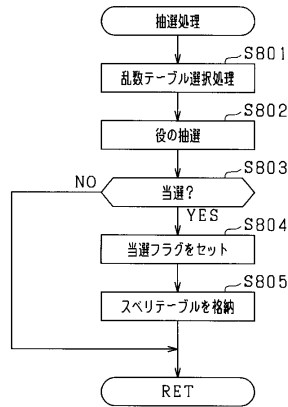 抽選処理
S801
乱数テーブル選択処理
S802
役の抽選
S803
NO
当選?
YES
S804
当選フラグをセット
S805
スベリテーブルを格納
RET